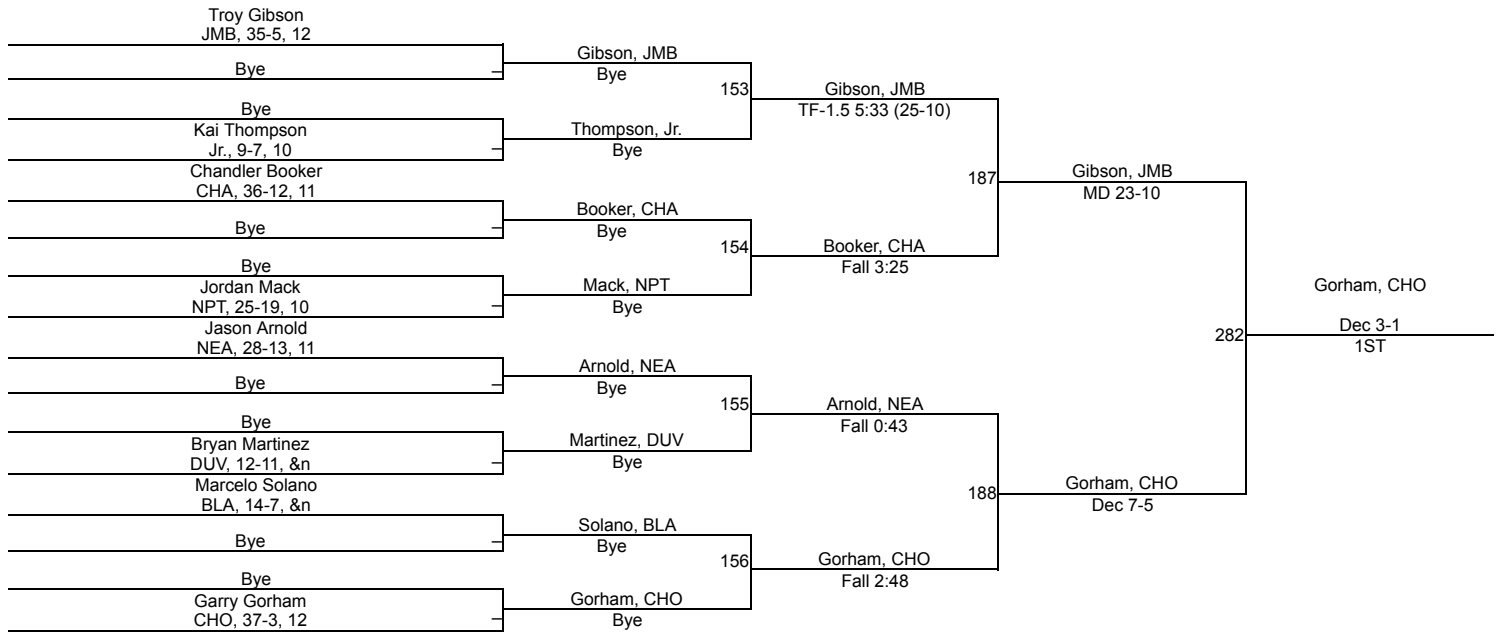 Troy Gibson
JMB, 35-5, 12
Bye
Bye
Kai Thompson
Jr., 9-7, 10
Chandler Booker
CHA, 36-12, 11
Bye
Bye
Jordan Mack
NPT, 25-19, 10
Jason Arnold
NEA, 28-13, 11
Bye
Bye
Bryan Martinez
DUV, 12-11, &n
Marcelo Solano
BLA, 14-7, &n
Bye
Bye
Garry Gorham
CHO, 37-3, 12
Gibson, JMB
Bye
153
Thompson, Jr.
Bye
Booker, CHA
Bye
154
Mack, NPT
Bye
Arnold, NEA
Bye
155
Martinez, DUV
Bye
Solano, BLA
Bye
156
Gorham, CHO
Bye
Gibson, JMB
TF-1.5 5:33 (25-10)
187
Booker, CHA
Fall 3:25
Arnold, NEA
Fall 0:43
188
Gorham, CHO
Fall 2:48
Gibson, JMB
MD 23-10
282
Gorham, CHO
Dec 7-5
Gorham, CHO
Dec 3-1
1ST